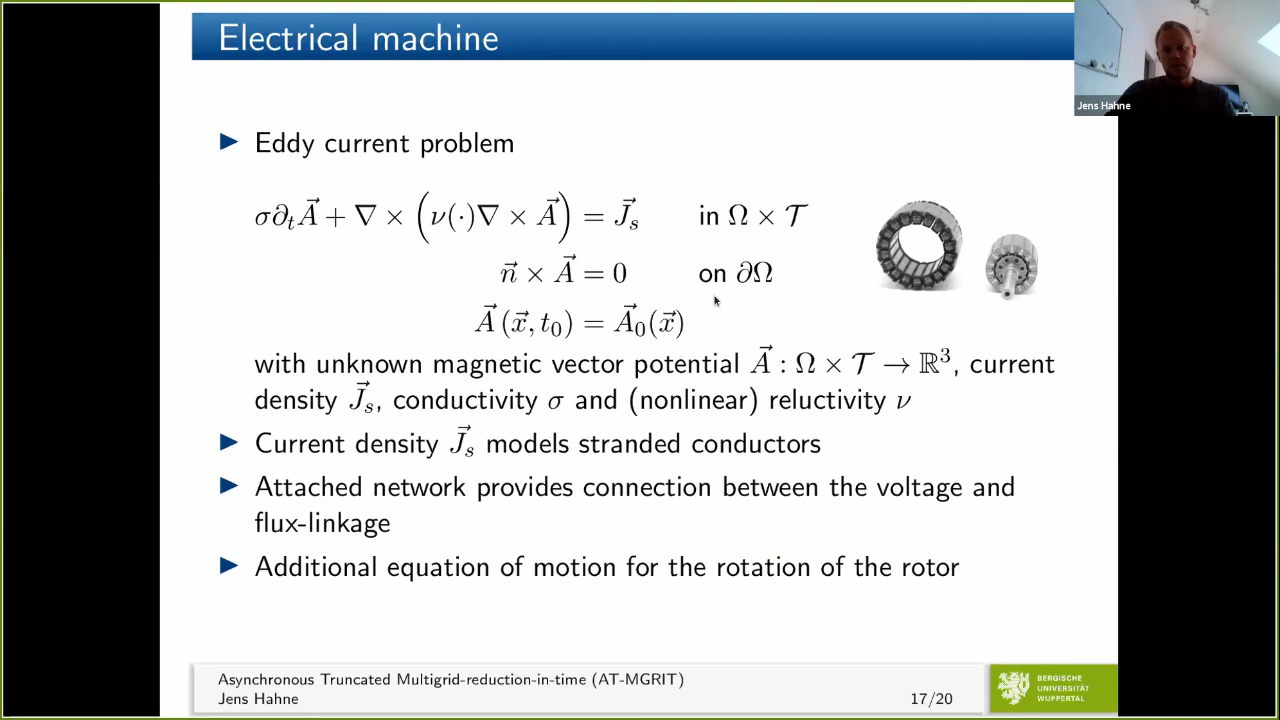 Electrical machine
Jens Hahne
▶ Eddy current problem
σ∂ₜA⃗ + ∇ × (ν(·)∇ × A⃗) = J⃗ₛ in Ω × 𝒯
n⃗ × A⃗ = 0 on ∂Ω
A⃗ (x⃗, t₀) = A⃗₀(x⃗)
with unknown magnetic vector potential A⃗ : Ω × 𝒯 → ℝ³, current
density J⃗ₛ, conductivity σ and (nonlinear) reluctivity ν
▶ Current density J⃗ₛ models stranded conductors
▶ Attached network provides connection between the voltage and
flux-linkage
▶ Additional equation of motion for the rotation of the rotor
Asynchronous Truncated Multigrid-reduction-in-time (AT-MGRIT)
Jens Hahne
17/20
BERGISCHE
UNIVERSITÄT
WUPPERTAL